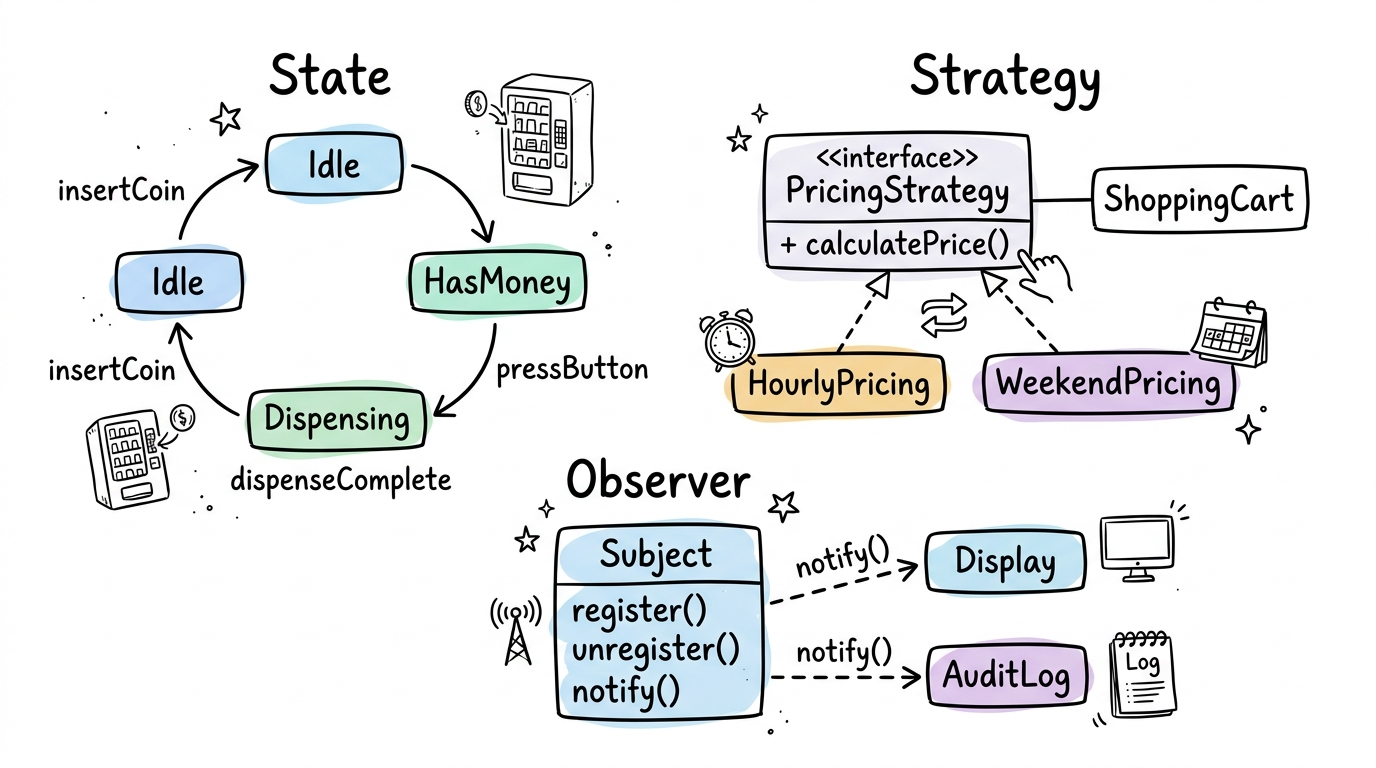 State
Idle
insertCoin
Idle
HasMoney
insertCoin
pressButton
Dispensing
dispenseComplete
$
$
Strategy
<<interface>>
PricingStrategy
+ calculatePrice()
ShoppingCart
HourlyPricing
WeekendPricing
Observer
Subject
register()
unregister()
notify()
notify()
Display
notify()
AuditLog
Log